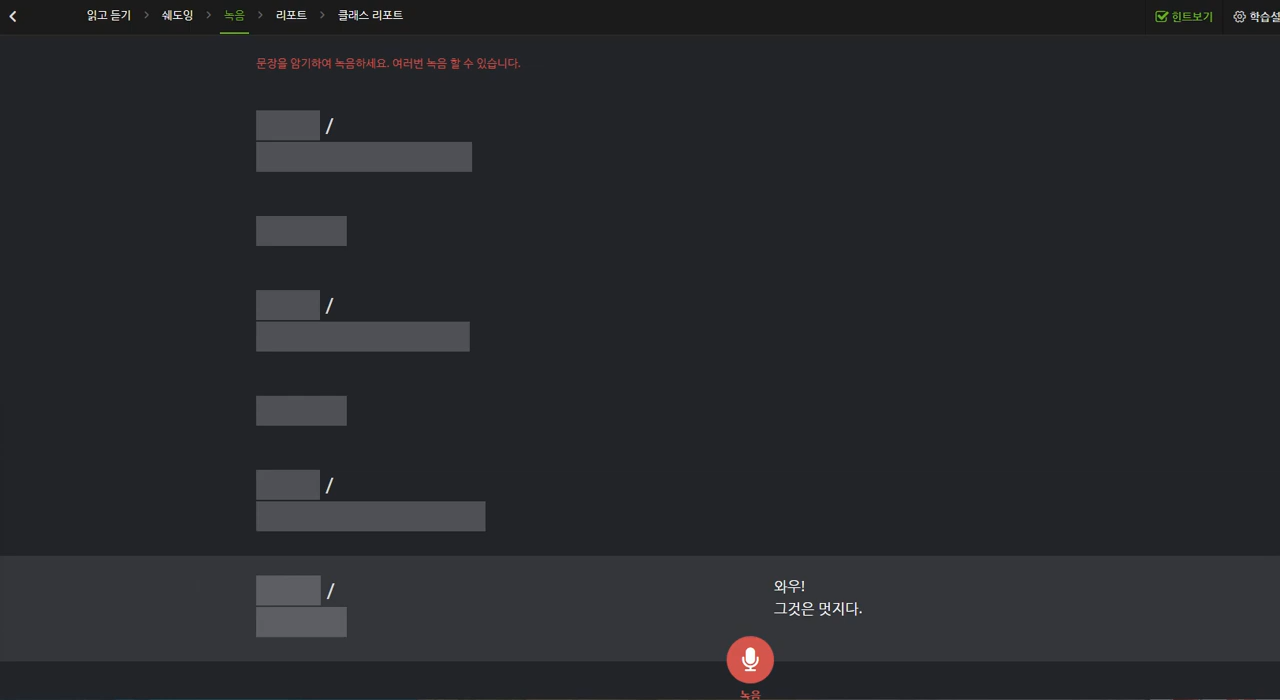 읽고 듣기 > 쉐도잉 > 녹음 > 리포트 > 클래스 리포트
힌트보기
학습설
문장을 암기하여 녹음하세요. 여러번 녹음 할 수 있습니다.
/
/
/
/
와우!
그것은 멋지다.
녹음